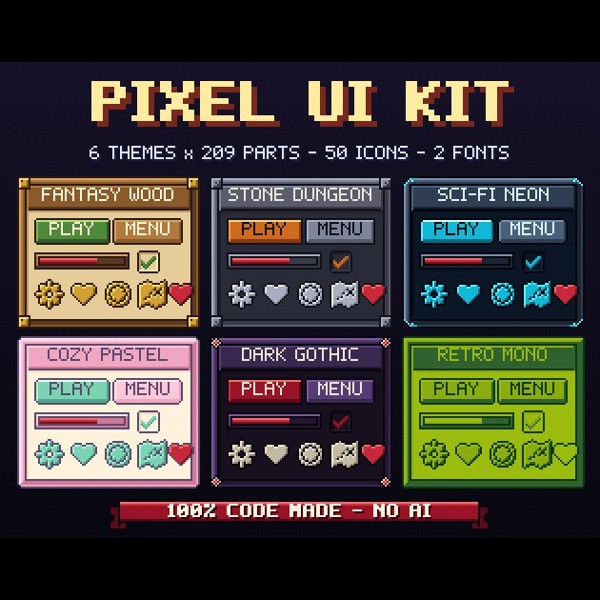 PIXEL UI KIT
6 THEMES x 209 PARTS - 50 ICONS - 2 FONTS
FANTASY WOOD
PLAY MENU
STONE DUNGEON
PLAY MENU
SCI-FI NEON
PLAY MENU
COZY PASTEL
PLAY MENU
DARK GOTHIC
PLAY MENU
RETRO MONO
PLAY MENU
100% CODE MADE - NO AI